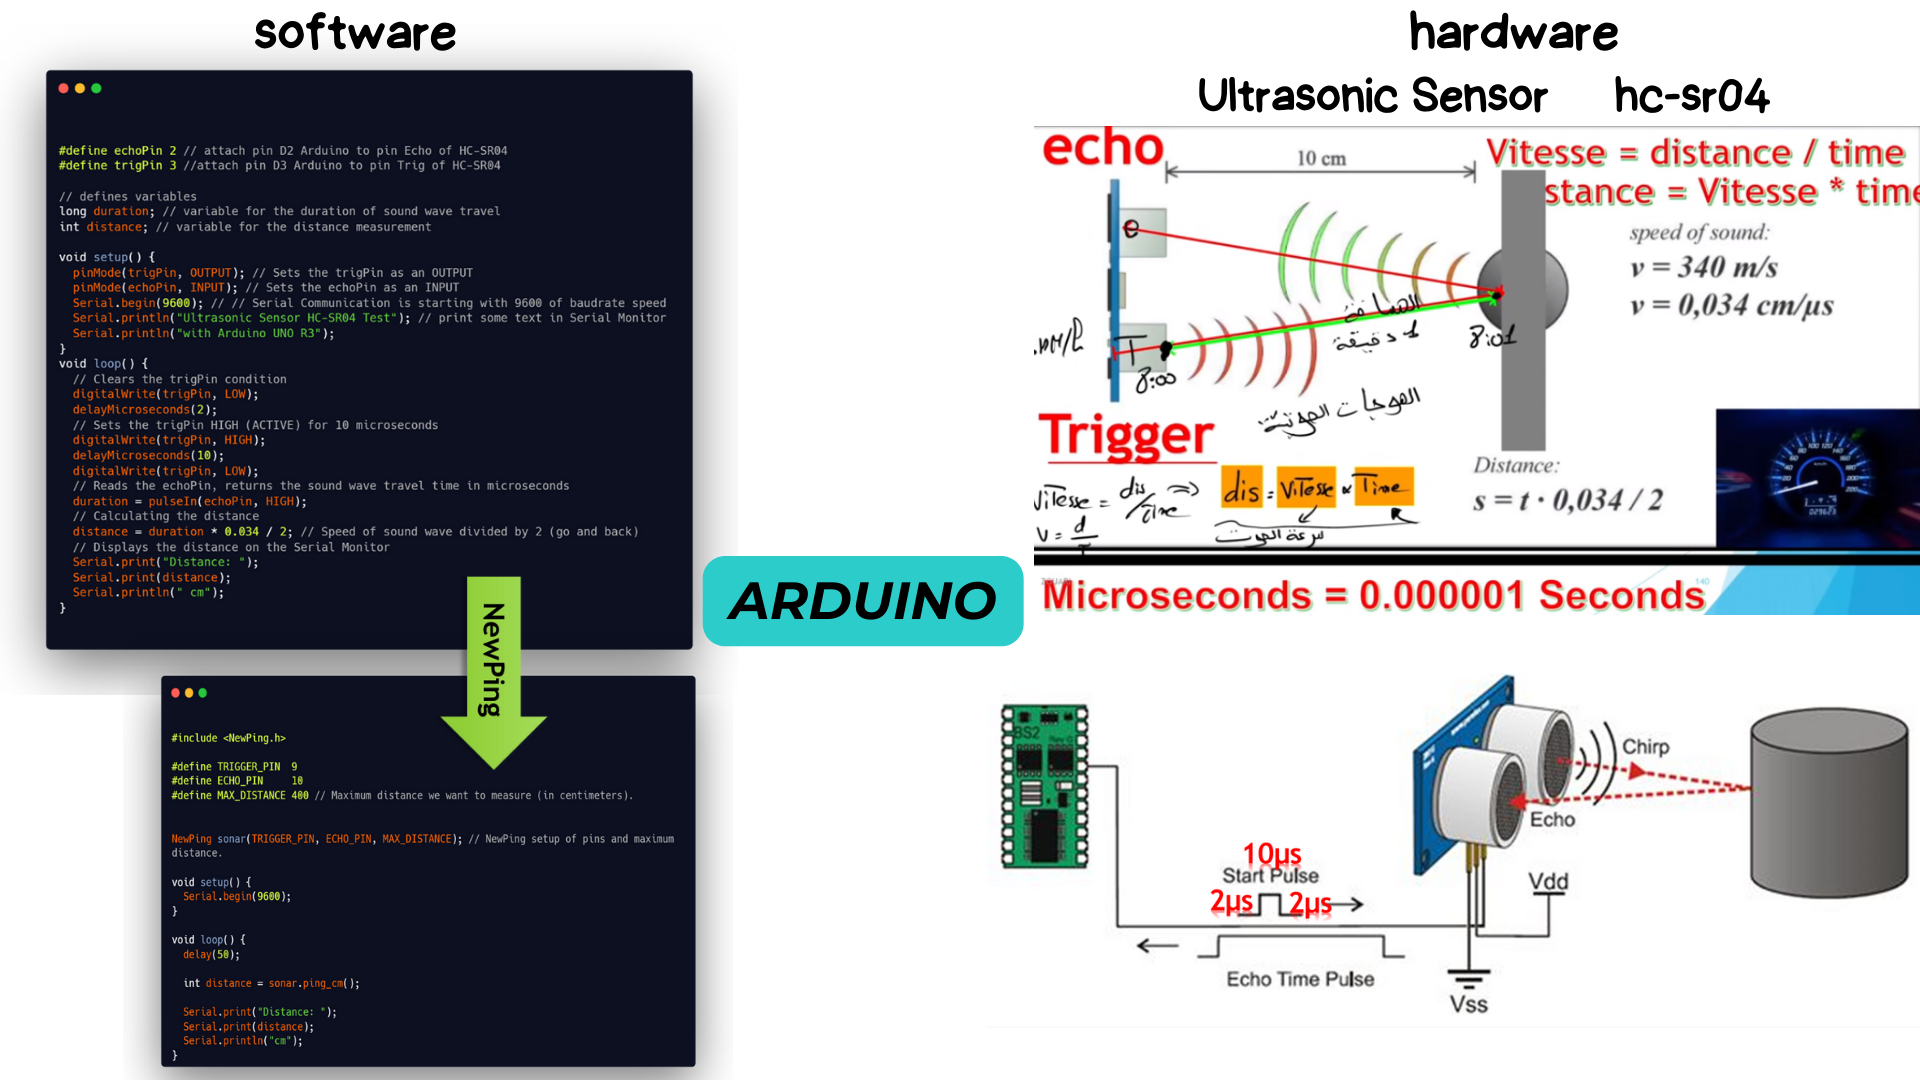 software
#define echoPin 2 // attach pin D2 Arduino to pin Echo of HC-SR04
#define trigPin 3 //attach pin D3 Arduino to pin Trig of HC-SR04
// defines variables
long duration; // variable for the duration of sound wave travel
int distance; // variable for the distance measurement
void setup() {
pinMode(trigPin, OUTPUT); // Sets the trigPin as an OUTPUT
pinMode(echoPin, INPUT); // Sets the echoPin as an INPUT
Serial.begin(9600); // // Serial Communication is starting with 9600 of baudrate speed
Serial.println("Ultrasonic Sensor HC-SR04 Test"); // print some text in Serial Monitor
Serial.println("with Arduino UNO R3");
}
void loop() {
// Clears the trigPin condition
digitalWrite(trigPin, LOW);
delayMicroseconds(2);
// Sets the trigPin HIGH (ACTIVE) for 10 microseconds
digitalWrite(trigPin, HIGH);
delayMicroseconds(10);
digitalWrite(trigPin, LOW);
// Reads the echoPin, returns the sound wave travel time in microseconds
duration = pulseIn(echoPin, HIGH);
// Calculating the distance
distance = duration * 0.034 / 2; // Speed of sound wave divided by 2 (go and back)
// Displays the distance on the Serial Monitor
Serial.print("Distance: ");
Serial.print(distance);
Serial.println(" cm");
}
NewPing
#include <NewPing.h>
#define TRIGGER_PIN 9
#define ECHO_PIN 10
#define MAX_DISTANCE 400 // Maximum distance we want to measure (in centimeters).
NewPing sonar(TRIGGER_PIN, ECHO_PIN, MAX_DISTANCE); // NewPing setup of pins and maximum
distance.
void setup() {
Serial.begin(9600);
}
void loop() {
delay(50);
int distance = sonar.ping_cm();
Serial.print("Distance: ");
Serial.print(distance);
Serial.println("cm");
}
ARDUINO
hardware
Ultrasonic Sensor hc-sr04
echo
10 cm
Vitesse = distance / time
stance = Vitesse * time
speed of sound:
v = 340 m/s
v = 0,034 cm/µs
e
المسافة
1 دقيقة
T
8:00
8:01
الموجات الصوتية
Trigger
Vitesse = dis/Time =>
dis = Vitesse × Time
V = d
سرعة الصوت
Distance:
s = t · 0,034 / 2
140
Microseconds = 0.000001 Seconds
BS2
Rev G
Chirp
Echo
10µs
Start Pulse
2µs 2µs
Vdd
Echo Time Pulse
Vss